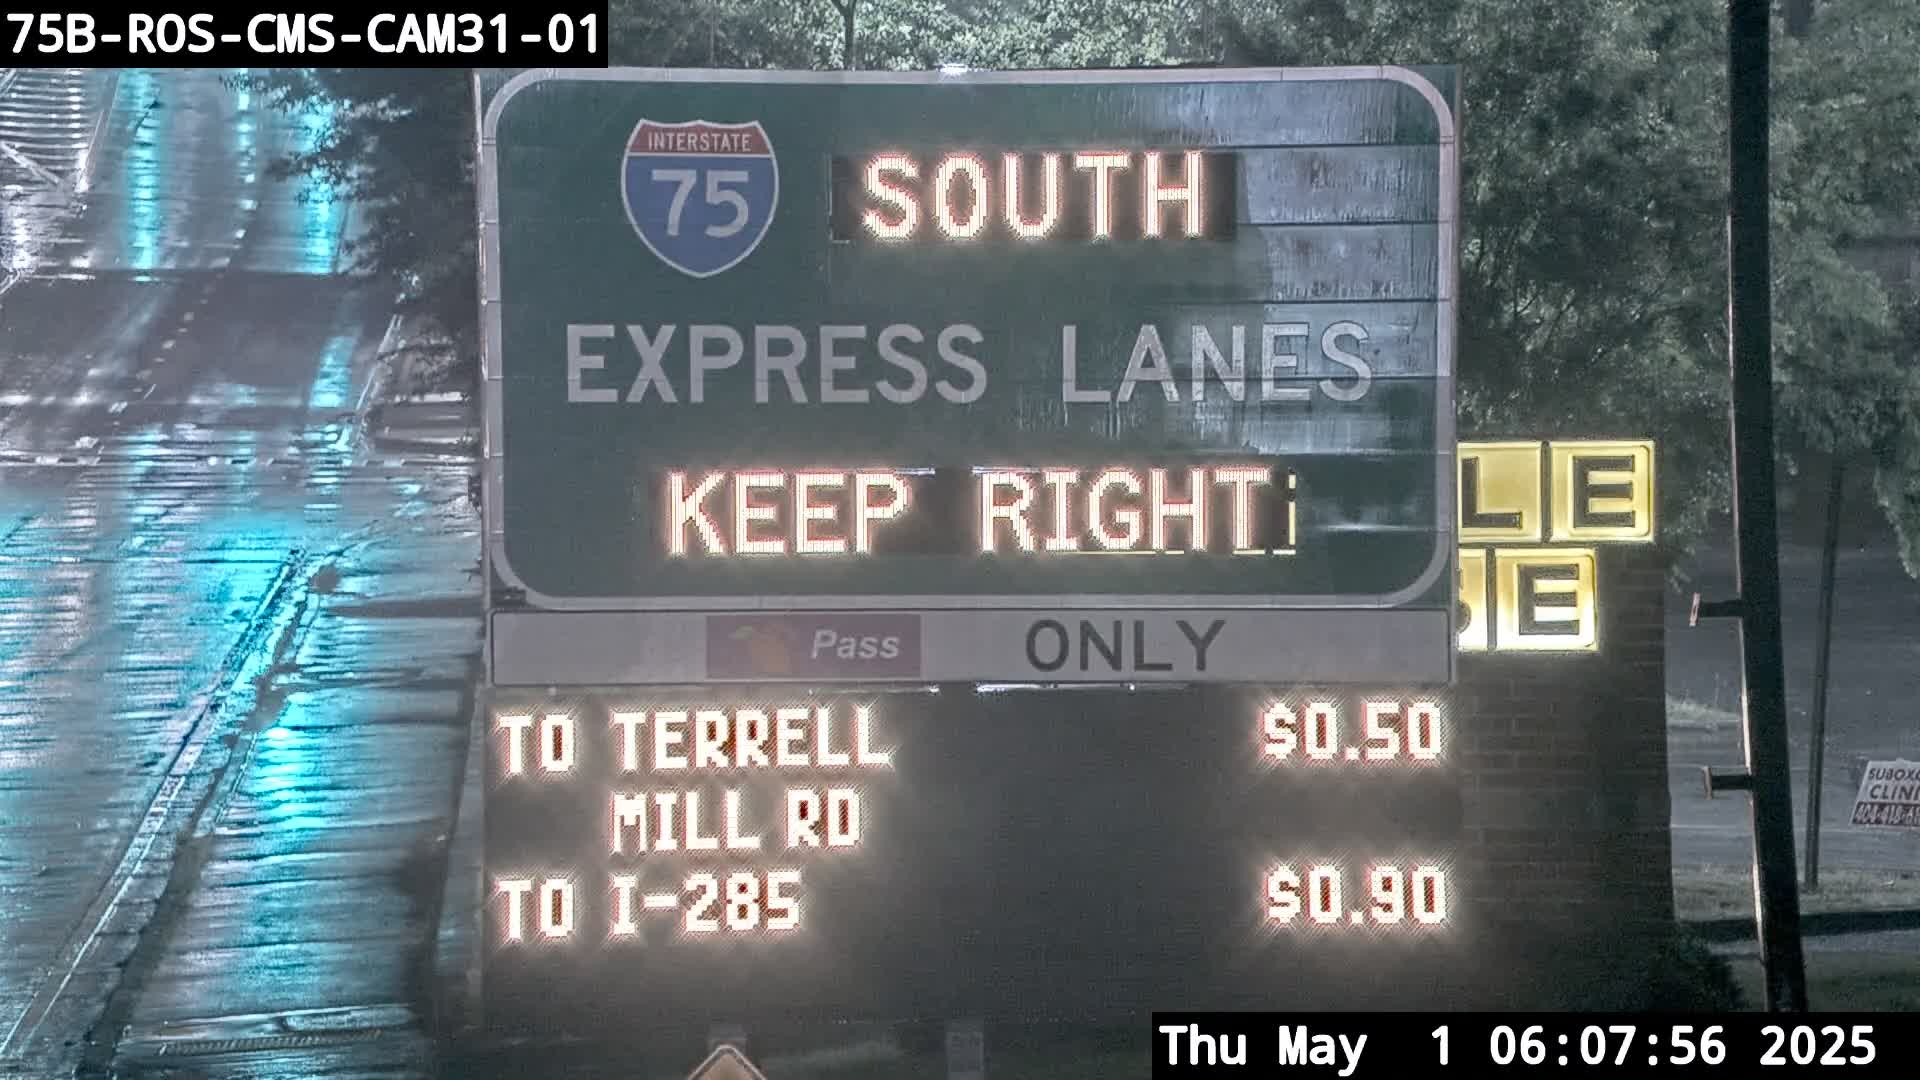 75B-ROS-CMS-CAM31-01
INTERSTATE
75
SOUTH
EXPRESS LANES
KEEP RIGHT
Pass ONLY
TO TERRELL $0.50
MILL RD
TO I-285 $0.90
LE
E
CLINI
Thu May 1 06:07:56 2025